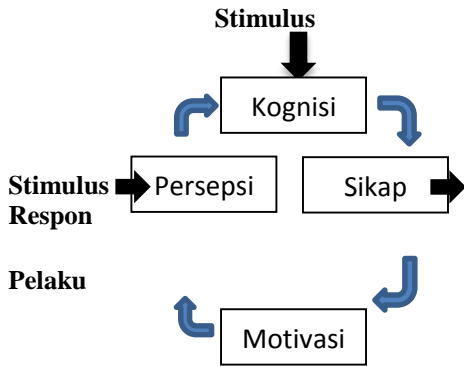 Stimulus
Kognisi
Stimulus Persepsi Sikap
Respon
Pelaku
Motivasi